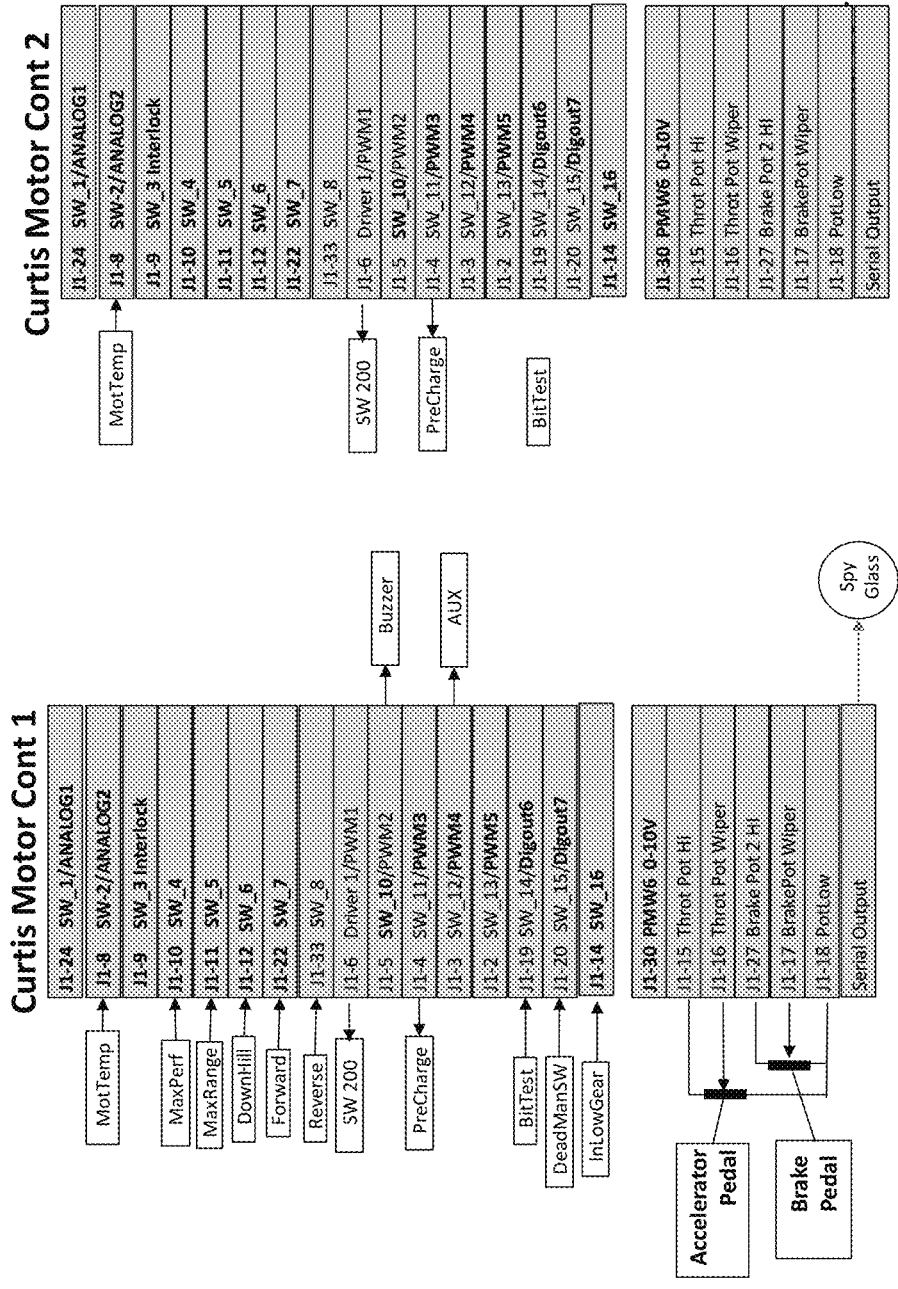 Curtis Motor Cont 1
J1-24 SW_1/ANALOG1
J1-8 SW-2/ANALOG2
J1-9 SW_3 Interlock
J1-10 SW_4
J1-11 SW_5
J1-12 SW_6
J1-22 SW_7
J1-33 SW_8
J1-6 Driver 1/PWM1
J1-5 SW_10/PWM2
J1-4 SW_11/PWM3
J1-3 SW_12/PWM4
J1-2 SW_13/PWM5
J1-19 SW_14/Digout6
J1-20 SW_15/Digout7
J1-14 SW_16
J1-30 PMW6 0-10V
J1-15 Throt Pot Hi
J1-16 Throt Pot Wiper
J1-27 Brake Pot 2 HI
J1-17 BrakePot Wiper
J1-18 PotLow
Serial Output
MotTemp
MaxPerf
MaxRange
DownHill
Forward
Reverse
SW 200
PreCharge
BitTest
DeadManSW
InLowGear
Accelerator
Pedal
Brake
Pedal
Buzzer
AUX
Spy
Glass
Curtis Motor Cont 2
J1-24 SW_1/ANALOG1
J1-8 SW-2/ANALOG2
J1-9 SW_3 Interlock
J1-10 SW_4
J1-11 SW_5
J1-12 SW_6
J1-22 SW_7
J1-33 SW_8
J1-6 Driver 1/PWM1
J1-5 SW_10/PWM2
J1-4 SW_11/PWM3
J1-3 SW_12/PWM4
J1-2 SW_13/PWM5
J1-19 SW_14/Digout6
J1-20 SW_15/Digout7
J1-14 SW_16
J1-30 PMW6 0-10V
J1-15 Throt Pot Hi
J1-16 Throt Pot Wiper
J1-27 Brake Pot 2 HI
J1-17 BrakePot Wiper
J1-18 PotLow
Serial Output
MotTemp
SW 200
PreCharge
BitTest